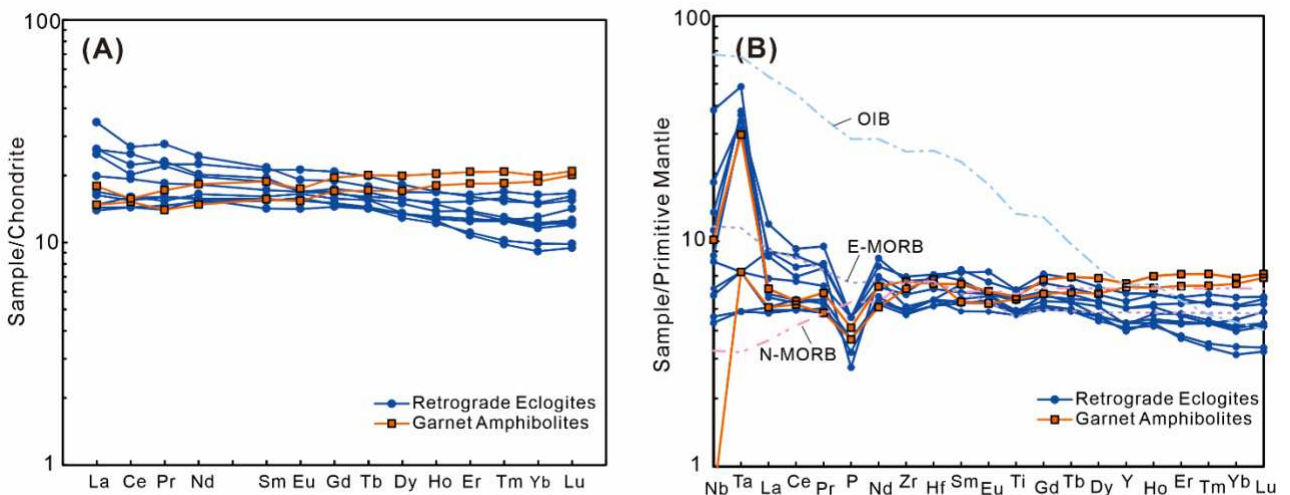 (A)
Sample/Chondrite
100
10
1
Retrograde Eclogites
Garnet Amphibolites
La Ce Pr Nd Sm Eu Gd Tb Dy Ho Er Tm Yb Lu
(B)
Sample/Primitive Mantle
100
10
1
OIB
E-MORB
N-MORB
Retrograde Eclogites
Garnet Amphibolites
Nb Ta La Ce Pr P Nd Zr Hf Sm Eu Ti Gd Tb Dy Y Ho Er Tm Yb Lu